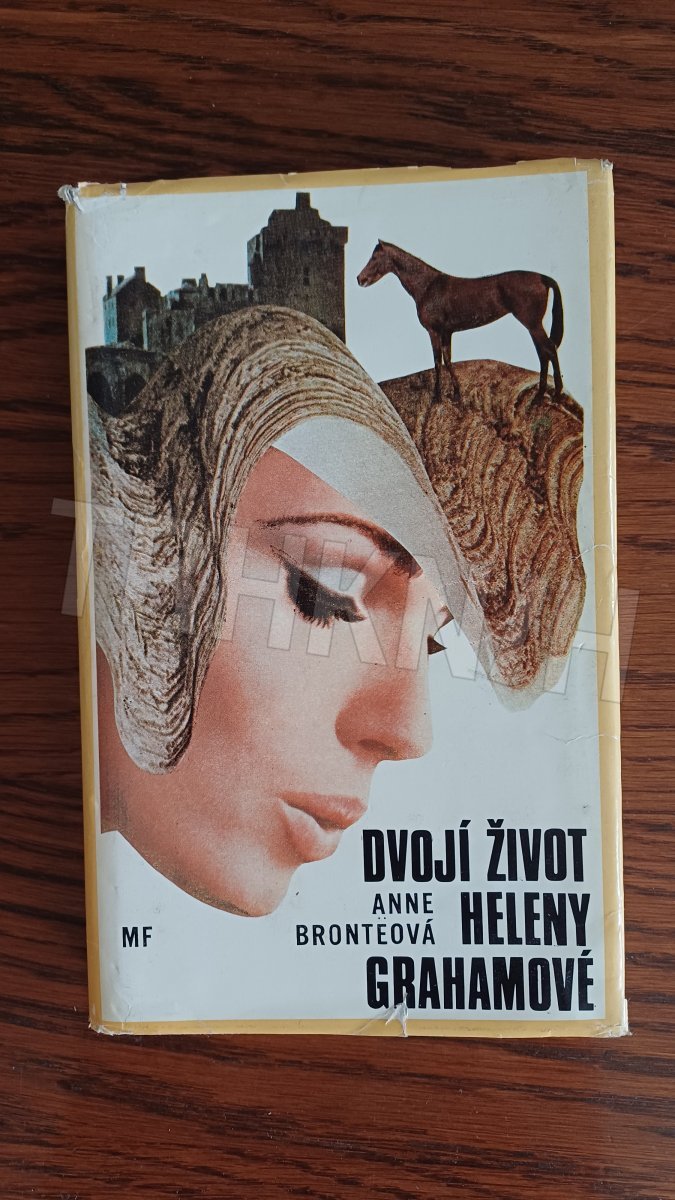 DVOJÍ ŽIVOT
ANNE
BRONTËOVÁ
HELENY
GRAHAMOVÉ
MF